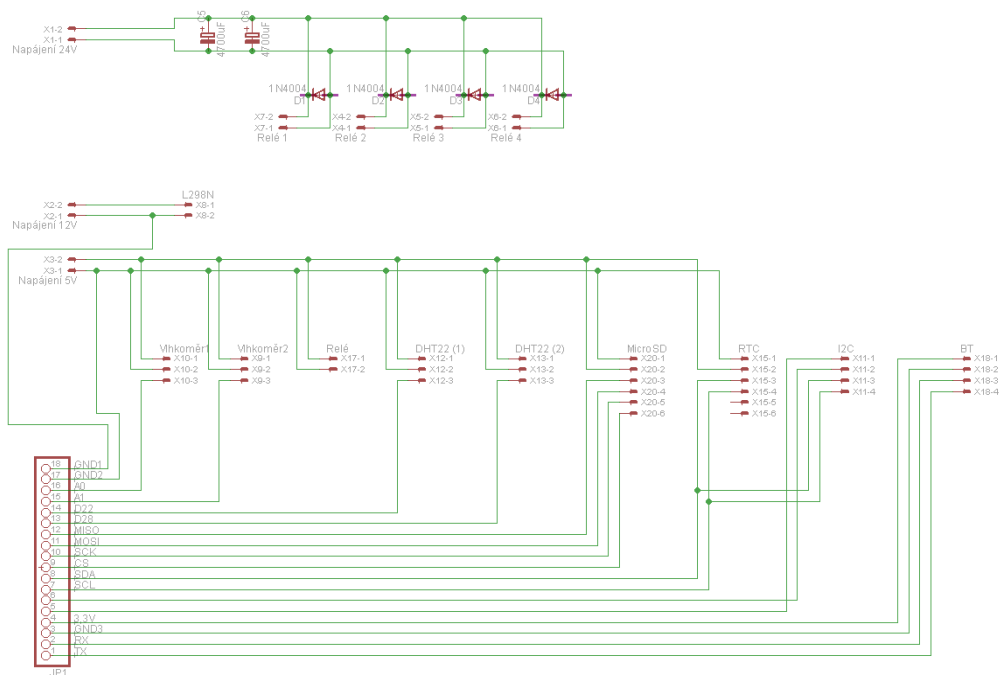 X1-2
X1-1
Napájení 24V
C5
4700uF
C6
4700uF
1N4004
D1
1N4004
D2
1N4004
D3
1N4004
D4
X7-2
X7-1
Relé 1
X4-2
X4-1
Relé 2
X5-2
X5-1
Relé 3
X6-2
X6-1
Relé 4
X2-2
X2-1
Napájení 12V
L298N
X8-1
X8-2
X3-2
X3-1
Napájení 5V
Vlhkoměr1
X10-1
X10-2
X10-3
Vlhkoměr2
X9-1
X9-2
X9-3
Relé
X17-1
X17-2
DHT22 (1)
X12-1
X12-2
X12-3
DHT22 (2)
X13-1
X13-2
X13-3
MicroSD
X20-1
X20-2
X20-3
X20-4
X20-5
X20-6
RTC
X15-1
X15-2
X15-3
X15-4
X15-5
X15-6
I2C
X11-1
X11-2
X11-3
X11-4
BT
X18-1
X18-2
X18-3
X18-4
18 GND1
17 GND2
16 A0
15 A1
14 D22
13 D28
12 MISO
11 MOSI
10 SCK
9 CS
8 SDA
7 SCL
6
5
4 3.3V
3 GND3
2 RX
1 TX
JP1